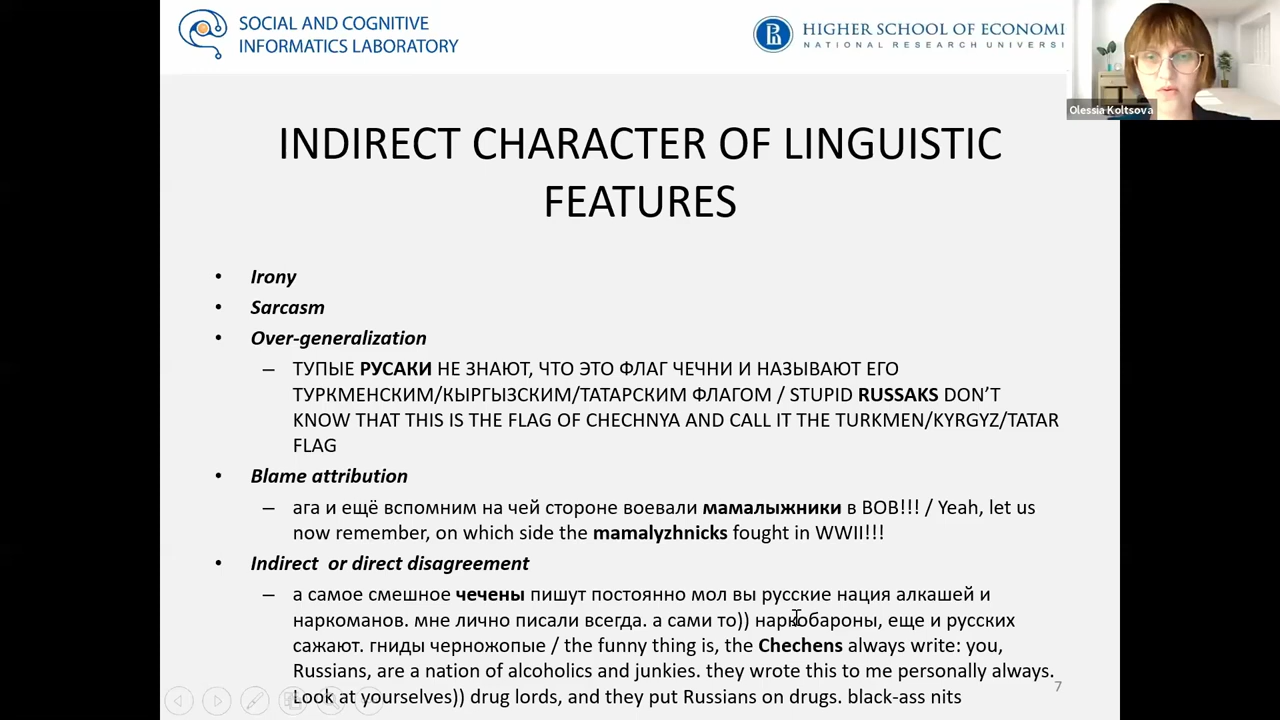 SOCIAL AND COGNITIVE
INFORMATICS LABORATORY
HIGHER SCHOOL OF ECONOMI
NATIONAL RESEARCH UNIVERSI
Olessia Koltsova
INDIRECT CHARACTER OF LINGUISTIC
FEATURES
• Irony
• Sarcasm
• Over-generalization
– ТУПЫЕ РУСАКИ НЕ ЗНАЮТ, ЧТО ЭТО ФЛАГ ЧЕЧНИ И НАЗЫВАЮТ ЕГО
ТУРКМЕНСКИМ/КЫРГЫЗСКИМ/ТАТАРСКИМ ФЛАГОМ / STUPID RUSSAKS DON’T
KNOW THAT THIS IS THE FLAG OF CHECHNYA AND CALL IT THE TURKMEN/KYRGYZ/TATAR
FLAG
• Blame attribution
– ага и ещё вспомним на чей стороне воевали мамалыжники в ВОВ!!! / Yeah, let us
now remember, on which side the mamalyzhnicks fought in WWII!!!
• Indirect or direct disagreement
– а самое смешное чечены пишут постоянно мол вы русские нация алкашей и
наркоманов. мне лично писали всегда. а сами то)) наркобароны, еще и русских
сажают. гниды черножопые / the funny thing is, the Chechens always write: you,
Russians, are a nation of alcoholics and junkies. they wrote this to me personally always.
Look at yourselves)) drug lords, and they put Russians on drugs. black-ass nits
7